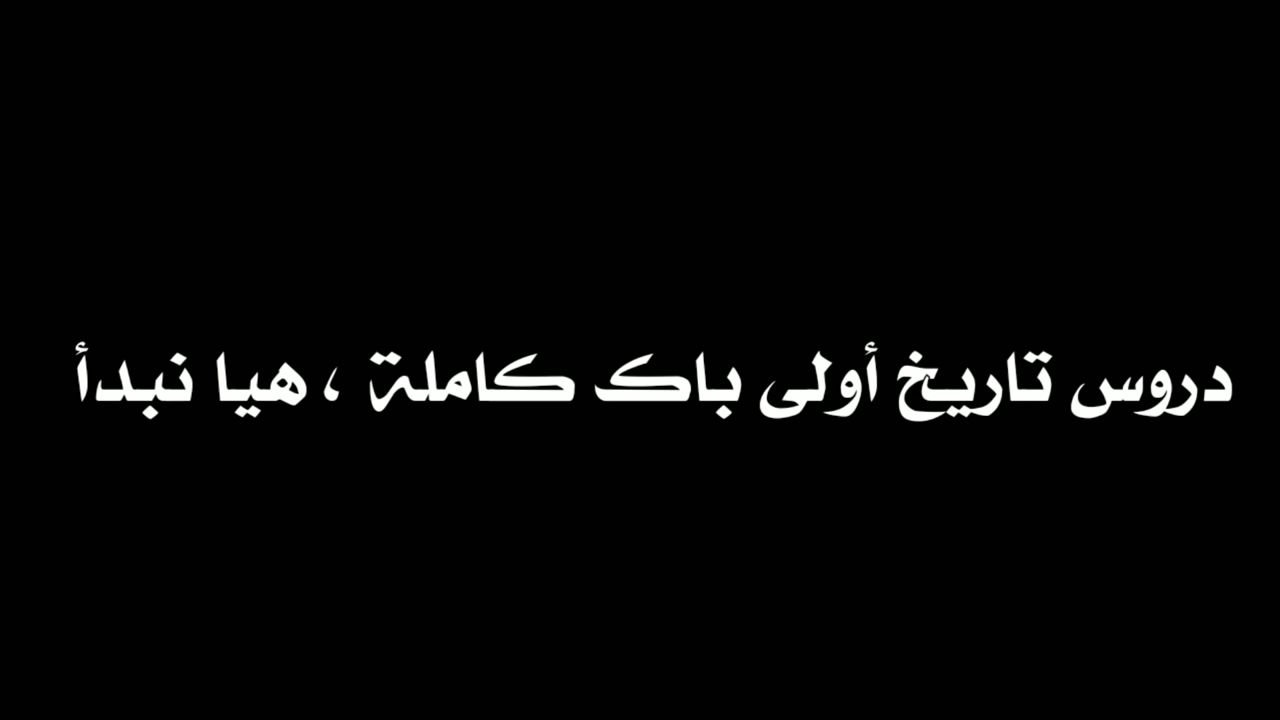 دروس تاريخ أولى باك كاملة ، هيا نبدأ